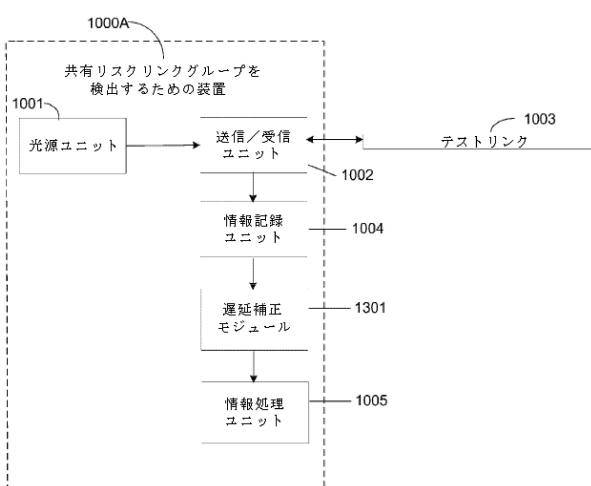 1000A
共有リスクリンクグループを
検出するための装置
1001
光源ユニット
送信／受信
ユニット
1002
1003
テストリンク
情報記録
ユニット
1004
遅延補正
モジュール
1301
情報処理
ユニット
1005